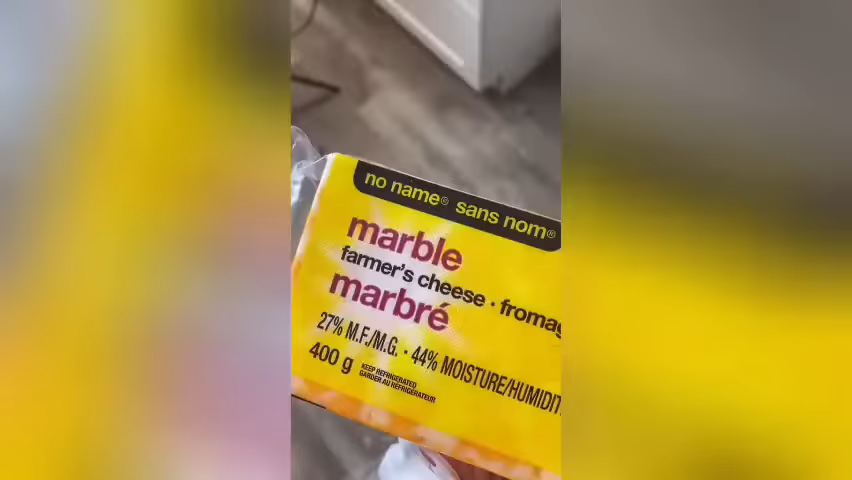 no name® sans nom®
marble
farmer's cheese · fromag
marbré
27% M.F./M.G. · 44% MOISTURE/HUMIDIT
400 g
KEEP REFRIGERATED
GARDER AU RÉFRIGÉRATEUR